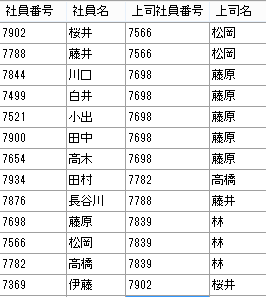 社員番号 社員名 上司社員番号 上司名
7902 桜井 7566 松岡
7788 藤井 7566 松岡
7844 川口 7698 藤原
7499 白井 7698 藤原
7521 小出 7698 藤原
7900 田中 7698 藤原
7654 高木 7698 藤原
7934 田村 7782 高橋
7876 長谷川 7788 藤井
7698 藤原 7839 林
7566 松岡 7839 林
7782 高橋 7839 林
7369 伊藤 7902 桜井